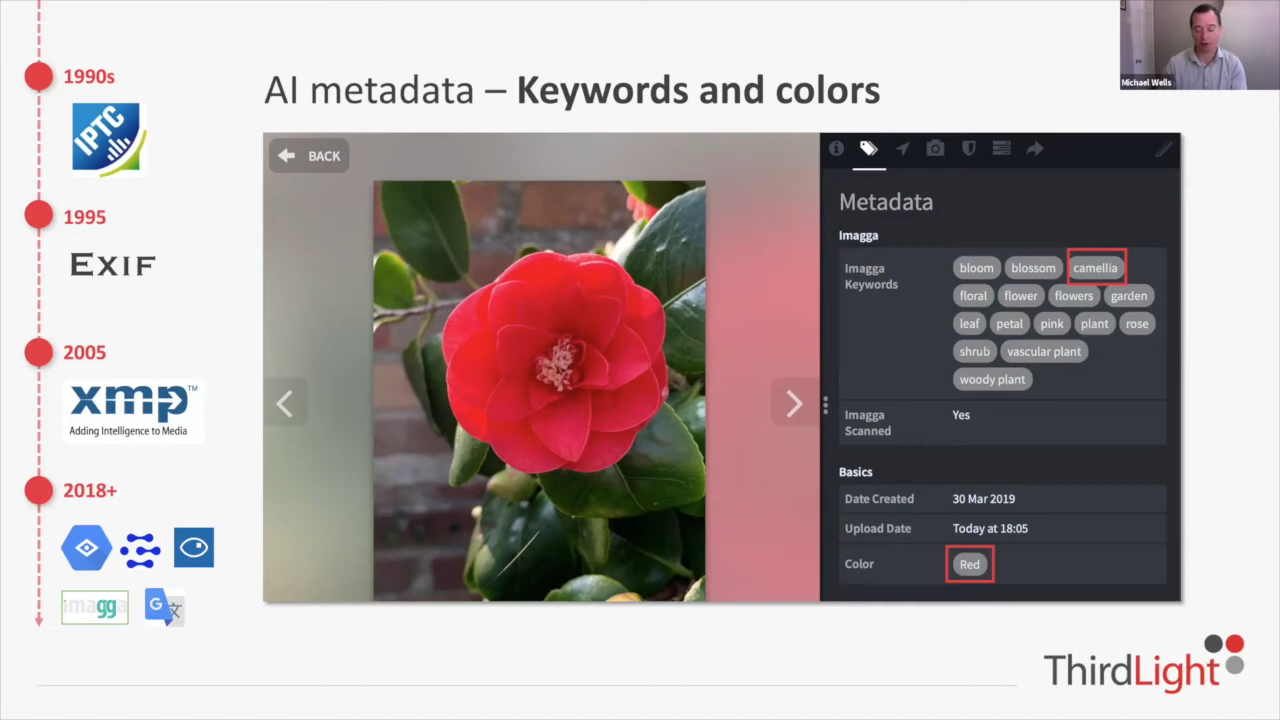 Michael Wells
AI metadata – Keywords and colors
1990s
IPTC
1995
EXIF
2005
xmp™
Adding Intelligence to Media
2018+
imagga
G 文
BACK
Metadata
Imagga
Imagga Keywords
bloom blossom camellia
floral flower flowers garden
leaf petal pink plant rose
shrub vascular plant
woody plant
Imagga Scanned Yes
Basics
Date Created 30 Mar 2019
Upload Date Today at 18:05
Color Red
ThirdLight